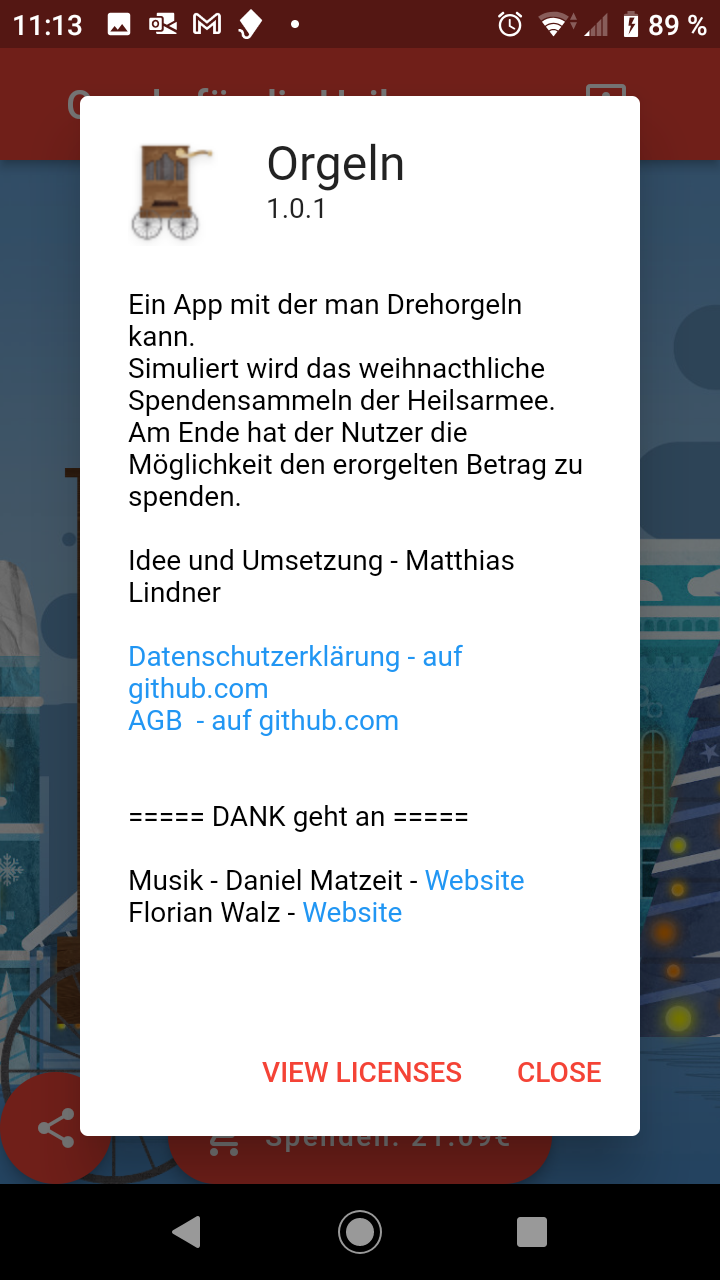 11:13
89 %
Orgeln
1.0.1
Ein App mit der man Drehorgeln
kann.
Simuliert wird das weihnacthliche
Spendensammeln der Heilsarmee.
Am Ende hat der Nutzer die
Möglichkeit den erorgelten Betrag zu
spenden.
Idee und Umsetzung - Matthias
Lindner
Datenschutzerklärung - auf
github.com
AGB  - auf github.com
===== DANK geht an =====
Musik - Daniel Matzeit - Website
Florian Walz - Website
VIEW LICENSES
CLOSE
Spenden: 21.09€